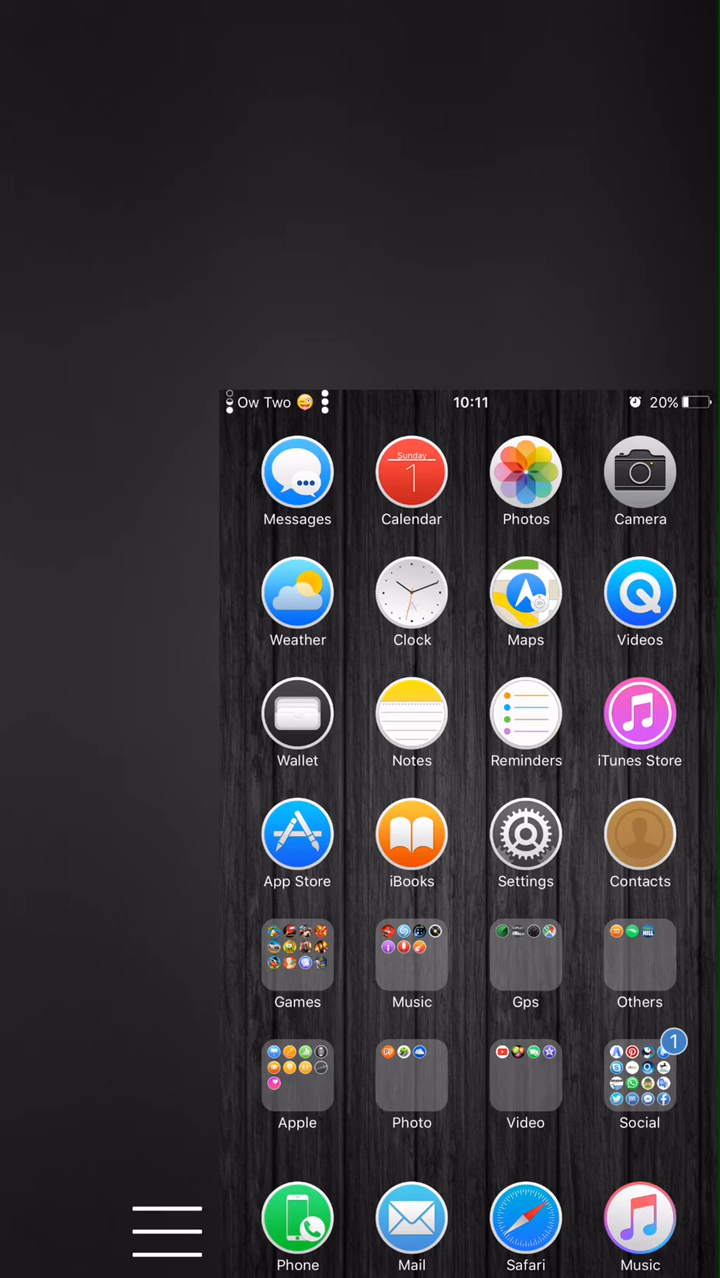 Ow Two 😜 10:11 20%
Sunday
1
Messages Calendar Photos Camera
Weather Clock Maps Videos
Wallet Notes Reminders iTunes Store
App Store iBooks Settings Contacts
Games Music Gps Others
1
Apple Photo Video Social
Phone Mail Safari Music